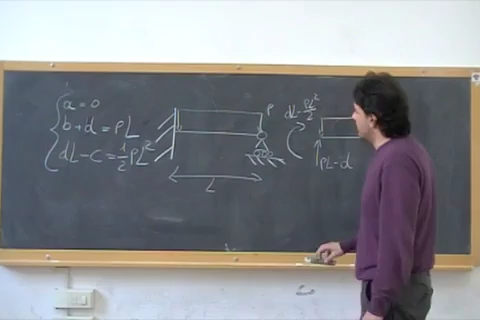 a = 0
b + d = pL
dL - c = 1/2 pL²
P
L
dL - pL²/2
pL - d